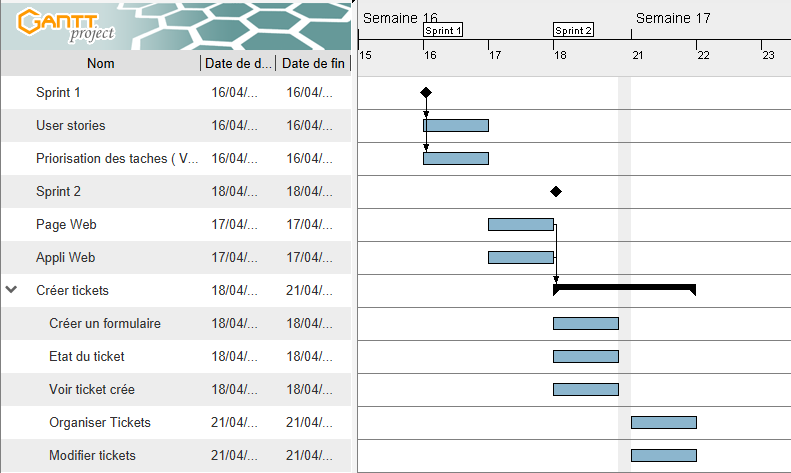 GANTT
project
Semaine 16 Semaine 17
Sprint 1 Sprint 2
15 16 17 18 21 22 23
Nom Date de d... Date de fin
Sprint 1 16/04/... 16/04/...
User stories 16/04/... 16/04/...
Priorisation des taches ( V... 16/04/... 16/04/...
Sprint 2 18/04/... 18/04/...
Page Web 17/04/... 17/04/...
Appli Web 17/04/... 17/04/...
Créer tickets 18/04/... 21/04/...
Créer un formulaire 18/04/... 18/04/...
Etat du ticket 18/04/... 18/04/...
Voir ticket crée 18/04/... 18/04/...
Organiser Tickets 21/04/... 21/04/...
Modifier tickets 21/04/... 21/04/...